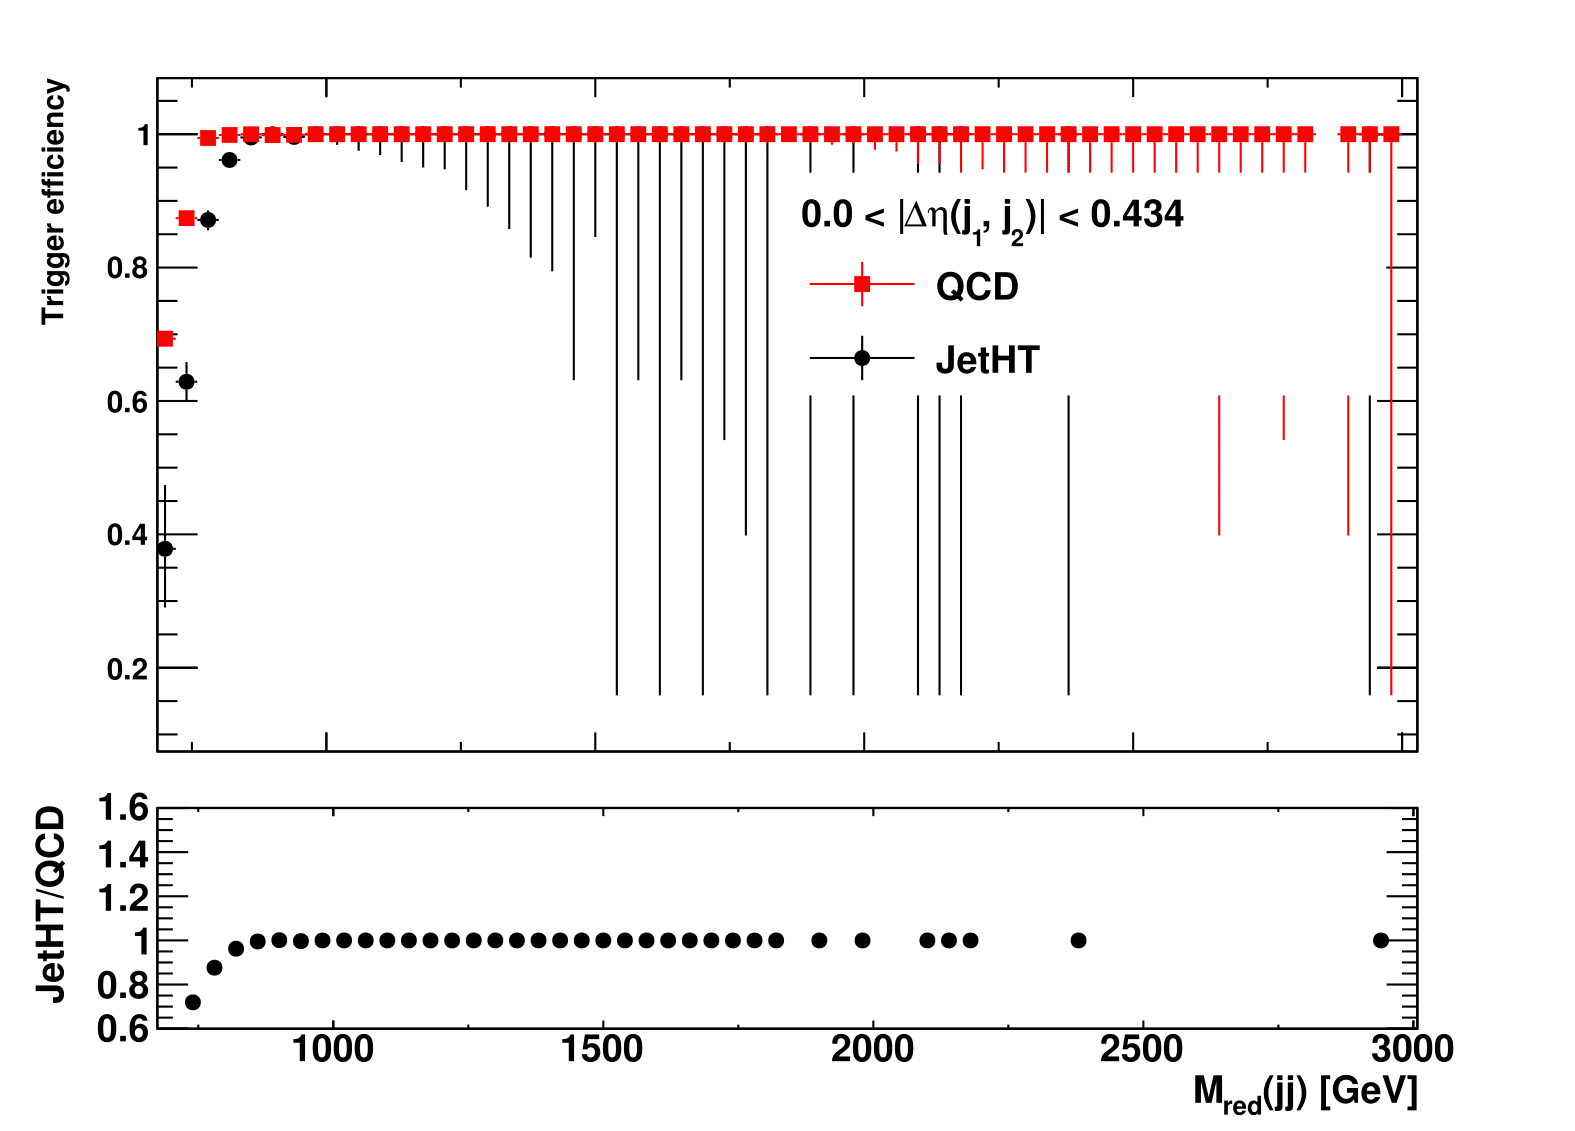 Trigger efficiency
1
0.8
0.6
0.4
0.2
0.0 < |Δη(j1, j2)| < 0.434
QCD
JetHT
JetHT/QCD
1.6
1.4
1.2
1
0.8
0.6
1000 1500 2000 2500 3000
Mred(jj) [GeV]